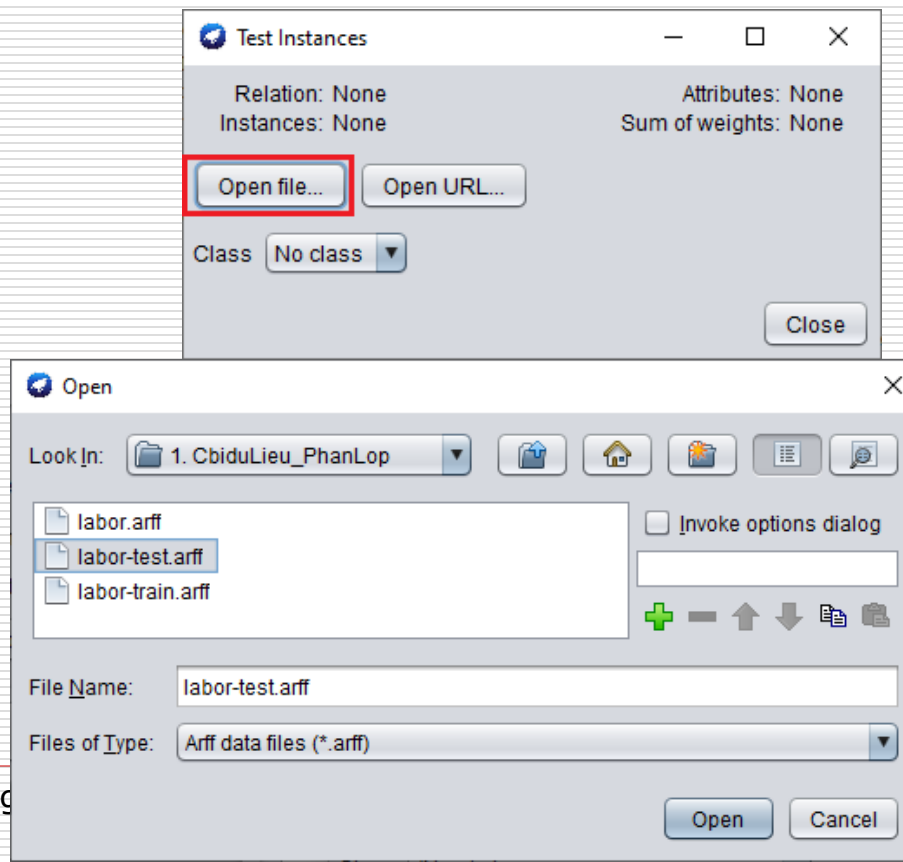 Test Instances
Relation: None Attributes: None
Instances: None Sum of weights: None
Open file... Open URL...
Class No class
Close
Open
Look In: 1. CbiduLieu_PhanLop
labor.arff
labor-test.arff
labor-train.arff
Invoke options dialog
File Name: labor-test.arff
Files of Type: Arff data files (*.arff)
Open Cancel